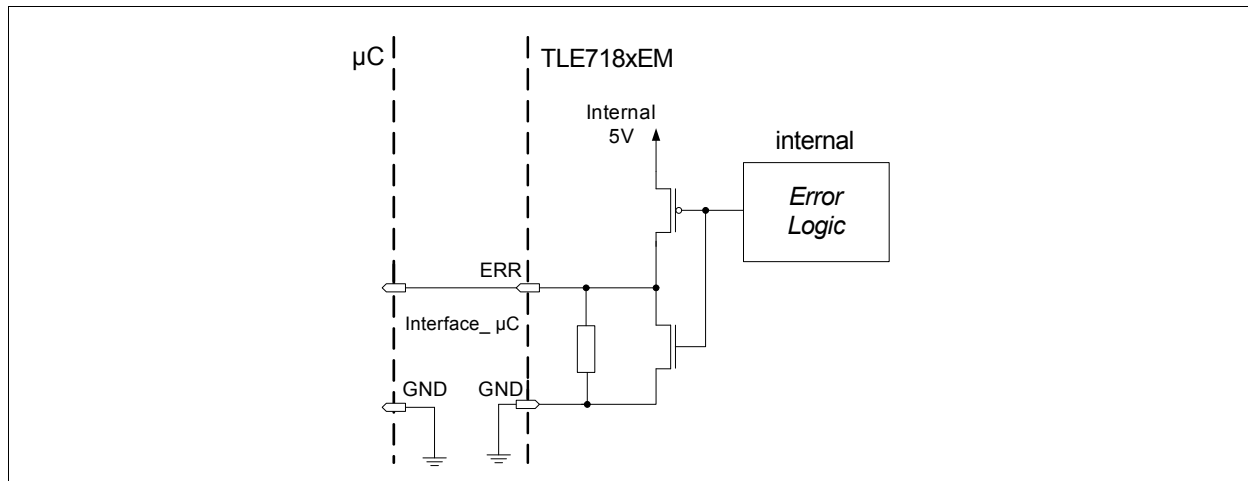 µC
TLE718xEM
Internal
5V
internal
Error
Logic
ERR
Interface_ µC
GND
GND